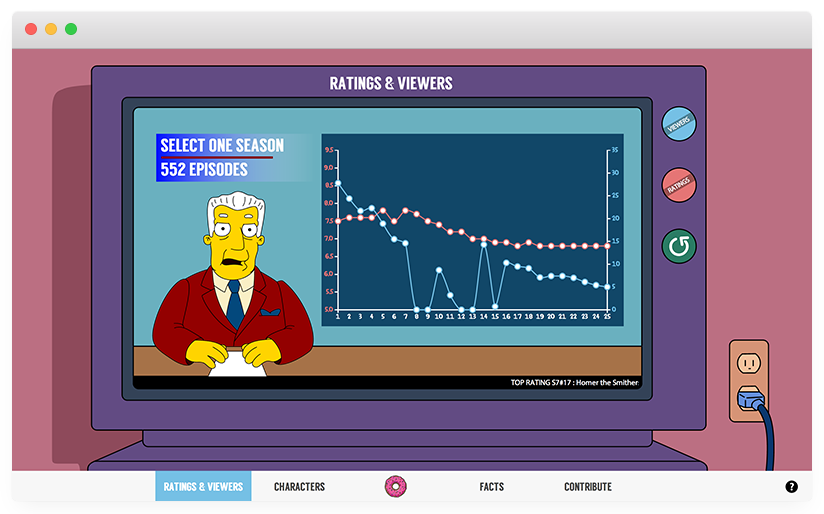 RATINGS & VIEWERS
SELECT ONE SEASON
552 EPISODES
VIEWERS
RATINGS
9.5
9.0
8.5
8.0
7.5
7.0
6.5
6.0
5.5
5.0
35
30
25
20
15
10
5
0
1 2 3 4 5 6 7 8 9 10 11 12 13 14 15 16 17 18 19 20 21 22 23 24 25
TOP RATING S7#17 : Homer the Smither
RATINGS & VIEWERS CHARACTERS FACTS CONTRIBUTE ?